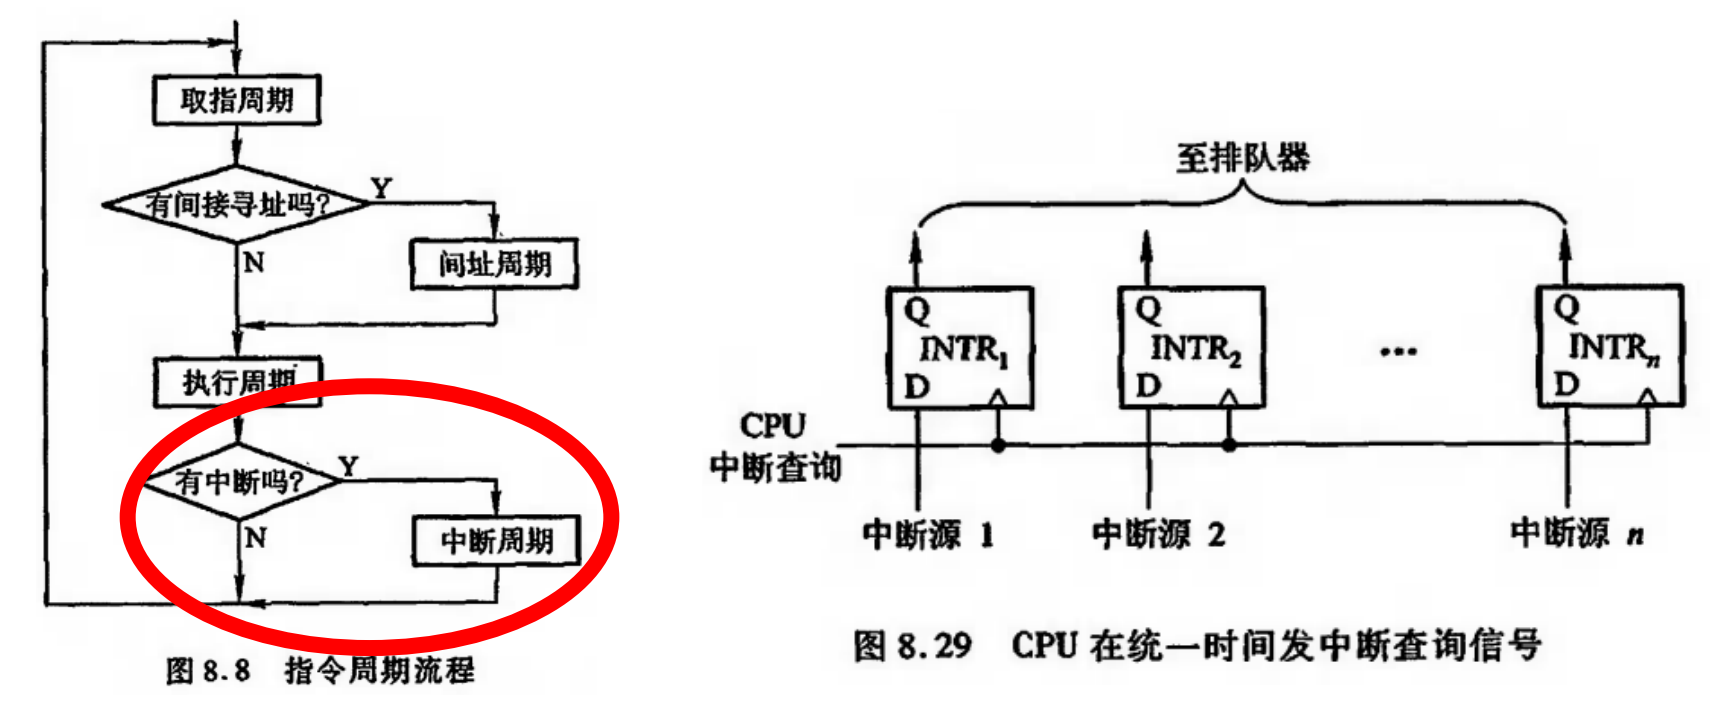 取指周期
有间接寻址吗?
Y
N
间址周期
执行周期
有中断吗?
Y
N
中断周期
图 8.8 指令周期流程
至排队器
Q
INTR₁
D
Q
INTR₂
D
...
Q
INTRₙ
D
CPU
中断查询
中断源 1
中断源 2
中断源 n
图 8.29 CPU 在统一时间发中断查询信号